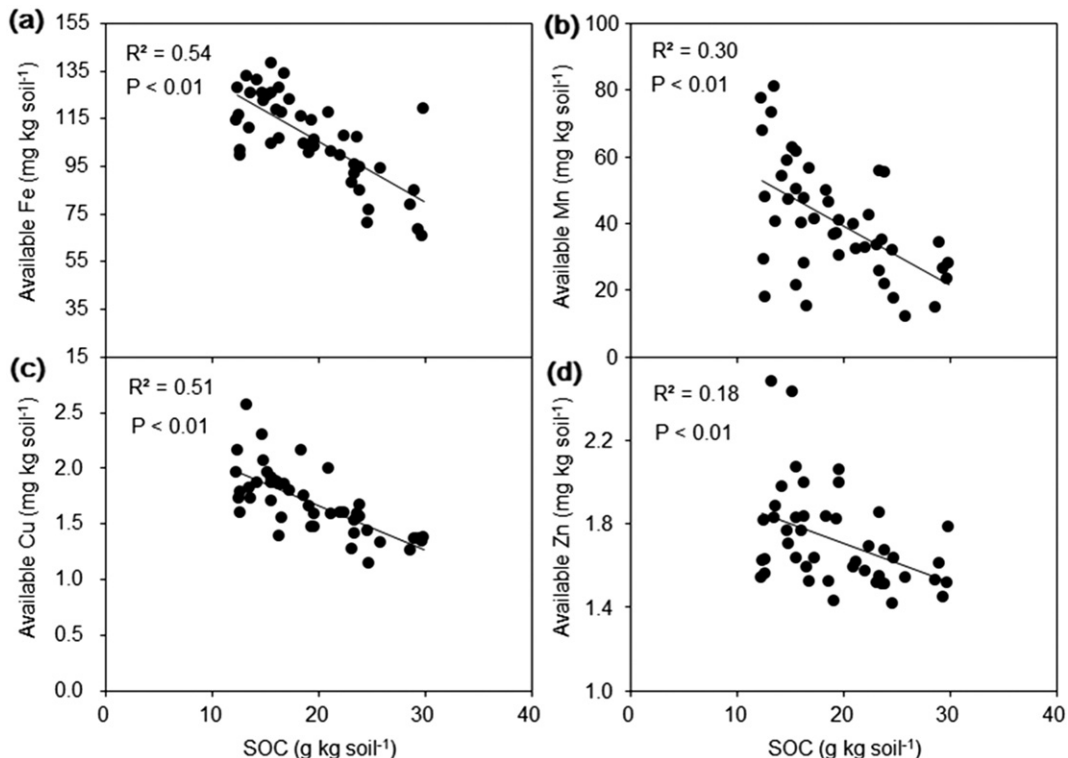 (a)
R² = 0.54
P < 0.01
155
135
115
95
75
55
35
15
Available Fe (mg kg soil⁻¹)
(b)
R² = 0.30
P < 0.01
100
80
60
40
20
0
Available Mn (mg kg soil⁻¹)
(c)
R² = 0.51
P < 0.01
2.5
2.0
1.5
1.0
0.5
0.0
Available Cu (mg kg soil⁻¹)
0 10 20 30 40
SOC (g kg soil⁻¹)
(d)
R² = 0.18
P < 0.01
2.2
1.8
1.4
1.0
Available Zn (mg kg soil⁻¹)
0 10 20 30 40
SOC (g kg soil⁻¹)